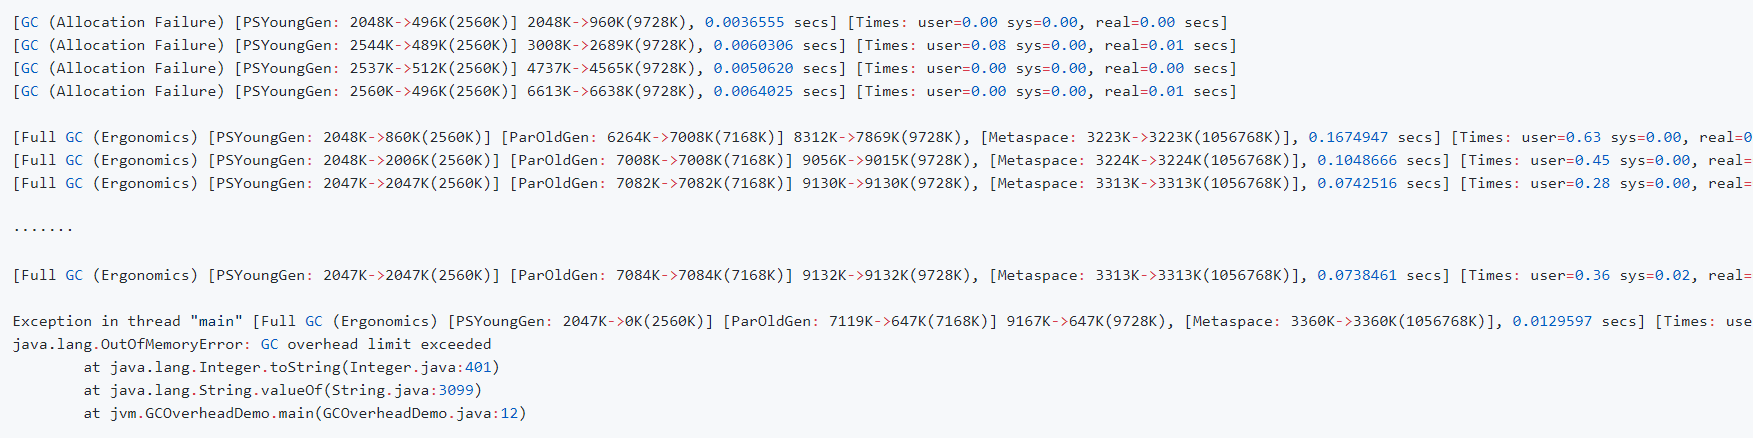 [GC (Allocation Failure) [PSYoungGen: 2048K->496K(2560K)] 2048K->960K(9728K), 0.0036555 secs] [Times: user=0.00 sys=0.00, real=0.00 secs]
[GC (Allocation Failure) [PSYoungGen: 2544K->489K(2560K)] 3008K->2689K(9728K), 0.0060306 secs] [Times: user=0.08 sys=0.00, real=0.01 secs]
[GC (Allocation Failure) [PSYoungGen: 2537K->512K(2560K)] 4737K->4565K(9728K), 0.0050620 secs] [Times: user=0.00 sys=0.00, real=0.00 secs]
[GC (Allocation Failure) [PSYoungGen: 2560K->496K(2560K)] 6613K->6638K(9728K), 0.0064025 secs] [Times: user=0.00 sys=0.00, real=0.01 secs]
[Full GC (Ergonomics) [PSYoungGen: 2048K->860K(2560K)] [ParOldGen: 6264K->7008K(7168K)] 8312K->7869K(9728K), [Metaspace: 3223K->3223K(1056768K)], 0.1674947 secs] [Times: user=0.63 sys=0.00, real=0
[Full GC (Ergonomics) [PSYoungGen: 2048K->2006K(2560K)] [ParOldGen: 7008K->7008K(7168K)] 9056K->9015K(9728K), [Metaspace: 3224K->3224K(1056768K)], 0.1048666 secs] [Times: user=0.45 sys=0.00, real=
[Full GC (Ergonomics) [PSYoungGen: 2047K->2047K(2560K)] [ParOldGen: 7082K->7082K(7168K)] 9130K->9130K(9728K), [Metaspace: 3313K->3313K(1056768K)], 0.0742516 secs] [Times: user=0.28 sys=0.00, real=
.......
[Full GC (Ergonomics) [PSYoungGen: 2047K->2047K(2560K)] [ParOldGen: 7084K->7084K(7168K)] 9132K->9132K(9728K), [Metaspace: 3313K->3313K(1056768K)], 0.0738461 secs] [Times: user=0.36 sys=0.02, real=
Exception in thread "main" [Full GC (Ergonomics) [PSYoungGen: 2047K->0K(2560K)] [ParOldGen: 7119K->647K(7168K)] 9167K->647K(9728K), [Metaspace: 3360K->3360K(1056768K)], 0.0129597 secs] [Times: use
java.lang.OutOfMemoryError: GC overhead limit exceeded
at java.lang.Integer.toString(Integer.java:401)
at java.lang.String.valueOf(String.java:3099)
at jvm.GCOverheadDemo.main(GCOverheadDemo.java:12)